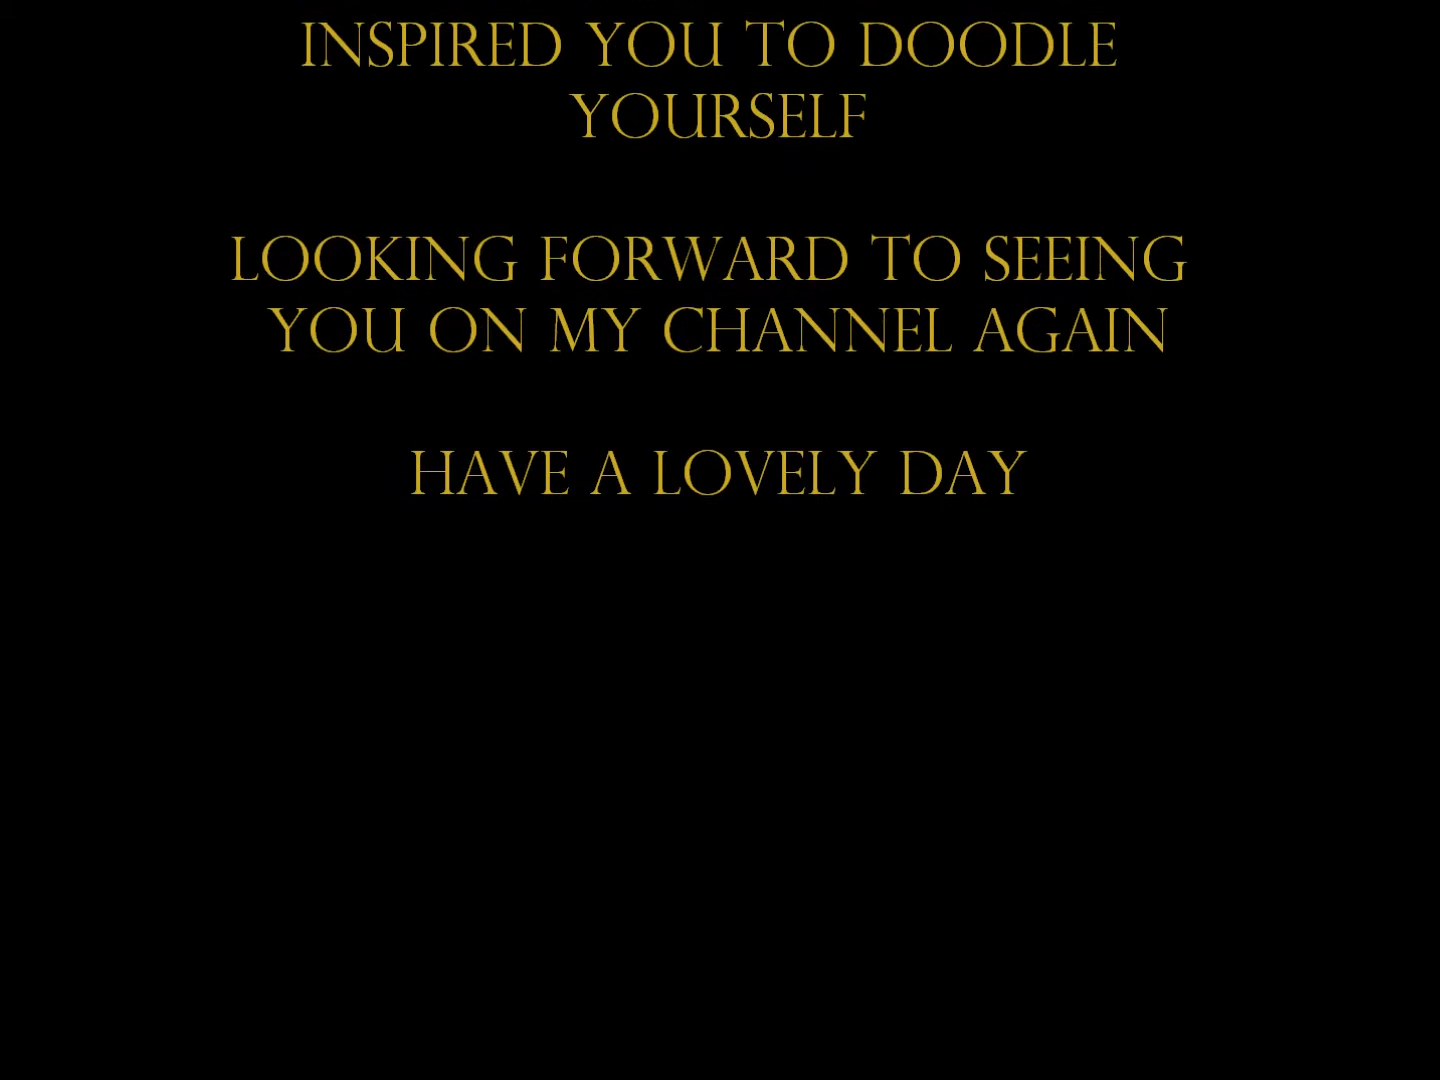 INSPIRED YOU TO DOODLE
YOURSELF
LOOKING FORWARD TO SEEING
YOU ON MY CHANNEL AGAIN
HAVE A LOVELY DAY